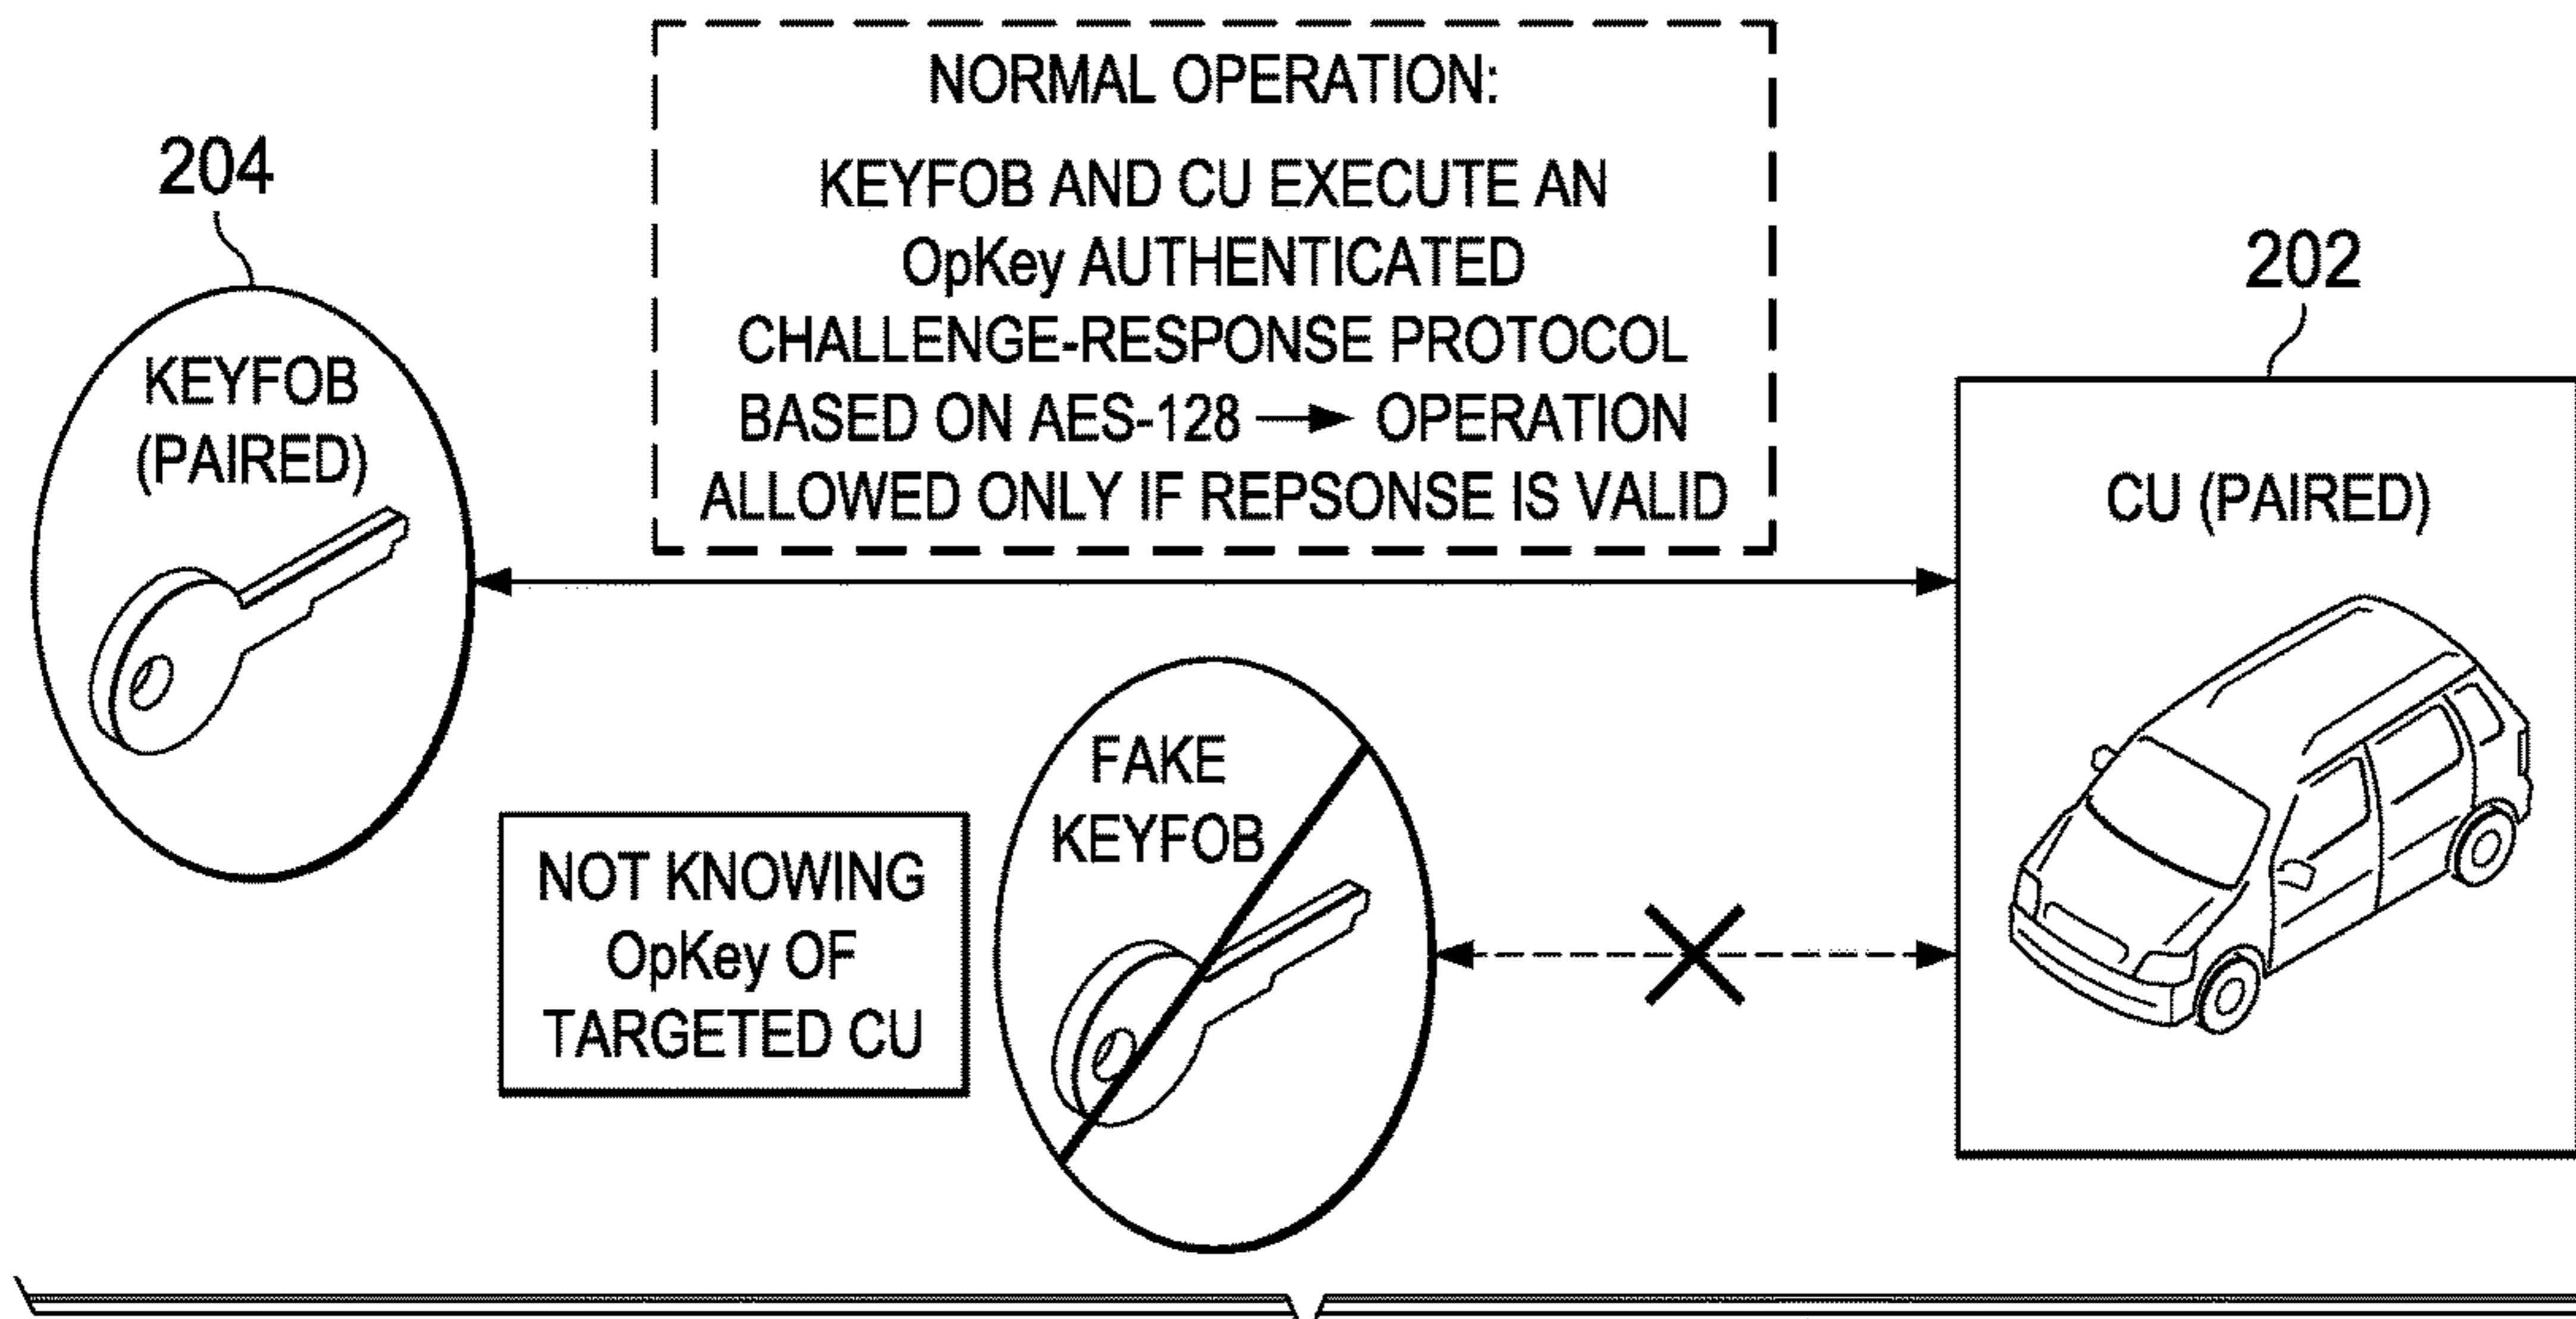 NORMAL OPERATION:
KEYFOB AND CU EXECUTE AN
OpKey AUTHENTICATED
CHALLENGE-RESPONSE PROTOCOL
BASED ON AES-128 → OPERATION
ALLOWED ONLY IF REPSONSE IS VALID
204
KEYFOB
(PAIRED)
202
CU (PAIRED)
FAKE
KEYFOB
NOT KNOWING
OpKey OF
TARGETED CU